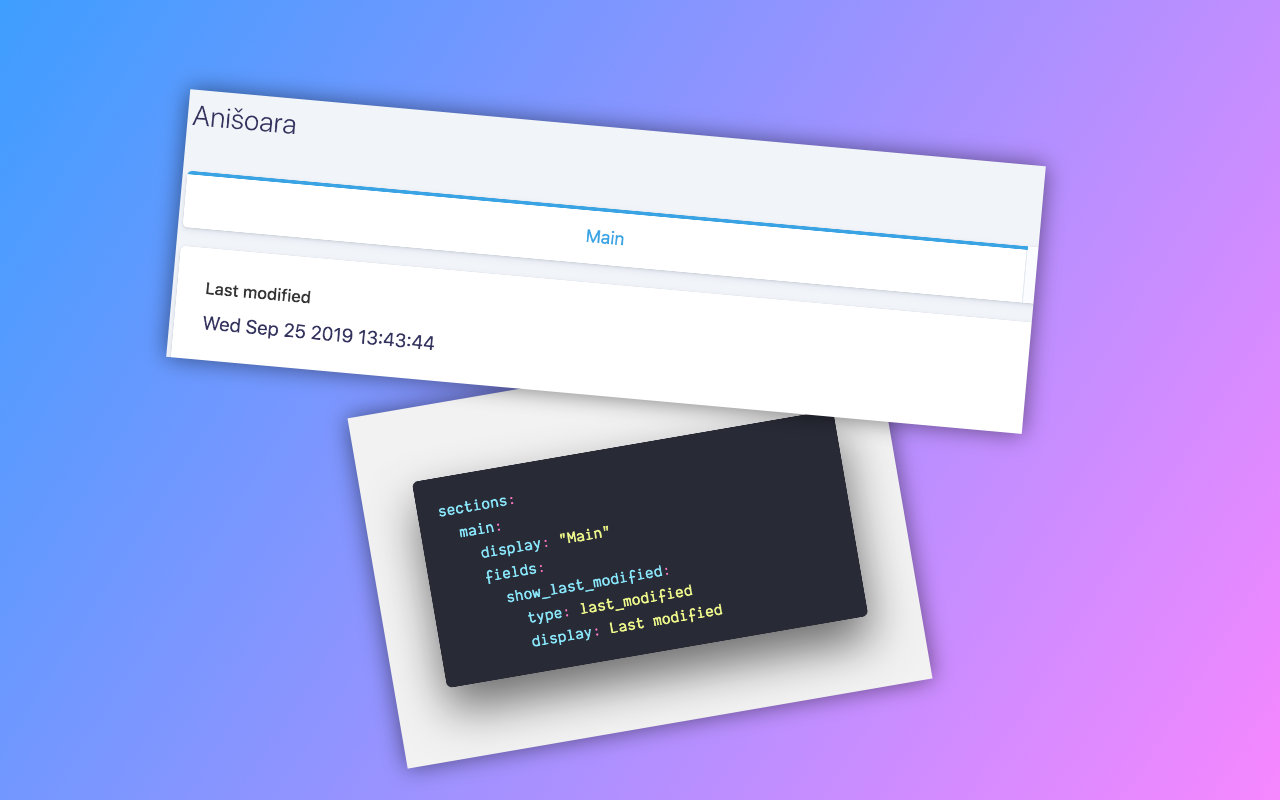 Anišoara
Main
Last modified
Wed Sep 25 2019 13:43:44
sections:
  main:
    display: "Main"
    fields:
      show_last_modified:
        type: last_modified
        display: Last modified